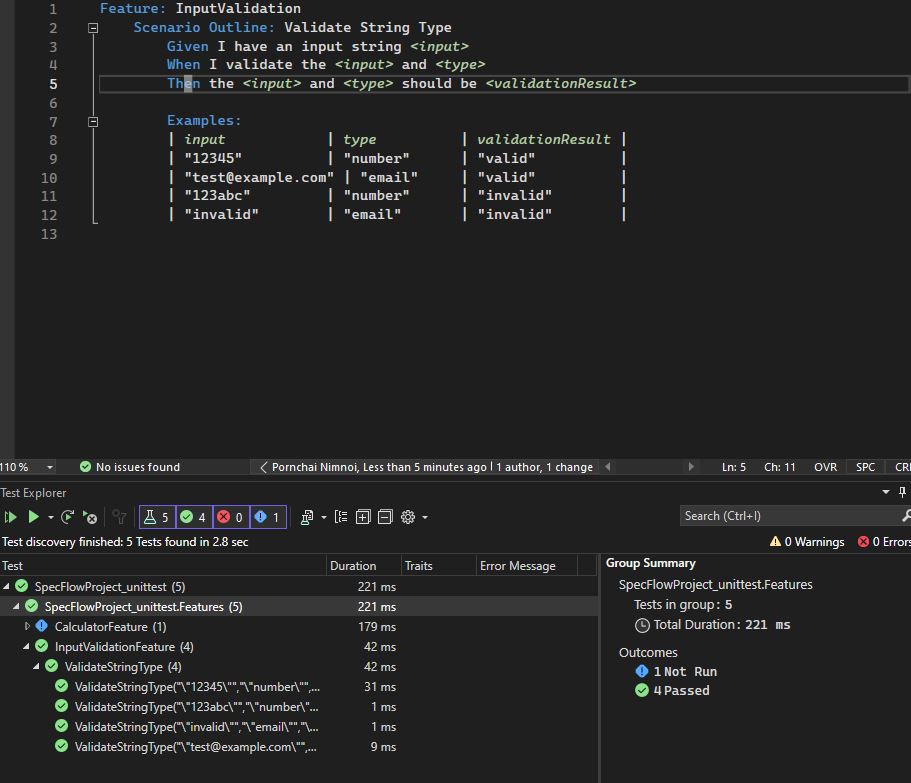 1 Feature: InputValidation
2 Scenario Outline: Validate String Type
3 Given I have an input string <input>
4 When I validate the <input> and <type>
5 Then the <input> and <type> should be <validationResult>
6
7 Examples:
8 | input | type | validationResult |
9 | "12345" | "number" | "valid" |
10 | "test@example.com" | "email" | "valid" |
11 | "123abc" | "number" | "invalid" |
12 | "invalid" | "email" | "invalid" |
13
110 % No issues found Pornchai Nimnoi, Less than 5 minutes ago | 1 author, 1 change Ln: 5 Ch: 11 OVR SPC CRL
Test Explorer
5 4 0 1 Search (Ctrl+I)
Test discovery finished: 5 Tests found in 2.8 sec 0 Warnings 0 Errors
Test Duration Traits Error Message Group Summary
SpecFlowProject_unittest (5) 221 ms SpecFlowProject_unittest.Features
SpecFlowProject_unittest.Features (5) 221 ms Tests in group: 5
CalculatorFeature (1) 179 ms Total Duration: 221 ms
InputValidationFeature (4) 42 ms Outcomes
ValidateStringType (4) 42 ms 1 Not Run
ValidateStringType("\"12345\"","\"number\"",... 31 ms 4 Passed
ValidateStringType("\"123abc\"","\"number\"... 1 ms
ValidateStringType("\"invalid\"","\"email\"","\... 1 ms
ValidateStringType("\"test@example.com\"",... 9 ms